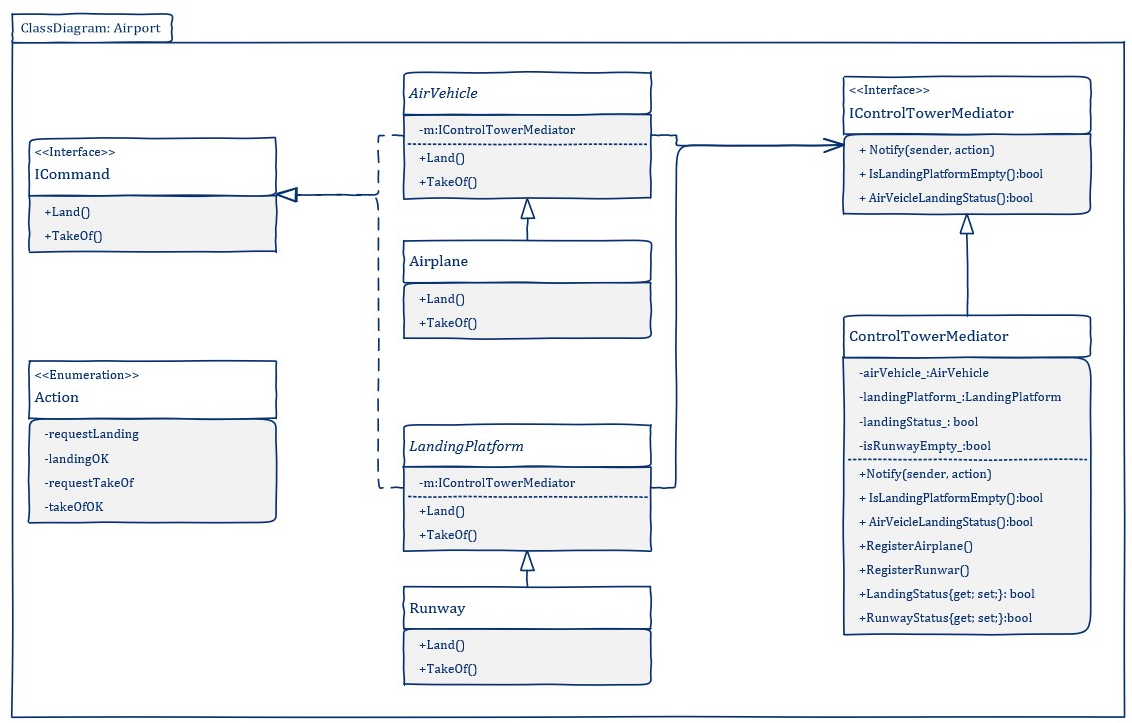 ClassDiagram: Airport
<<Interface>>
ICommand
+Land()
+TakeOf()
<<Enumeration>>
Action
-requestLanding
-landingOK
-requestTakeOf
-takeOfOK
AirVehicle
-m:IControlTowerMediator
+Land()
+TakeOf()
Airplane
+Land()
+TakeOf()
LandingPlatform
-m:IControlTowerMediator
+Land()
+TakeOf()
Runway
+Land()
+TakeOf()
<<Interface>>
IControlTowerMediator
+ Notify(sender, action)
+ IsLandingPlatformEmpty():bool
+ AirVeicleLandingStatus():bool
ControlTowerMediator
-airVehicle_:AirVehicle
-landingPlatform_:LandingPlatform
-landingStatus_: bool
-isRunwayEmpty_:bool
+Notify(sender, action)
+ IsLandingPlatformEmpty():bool
+ AirVeicleLandingStatus():bool
+RegisterAirplane()
+RegisterRunwar()
+LandingStatus{get; set;}: bool
+RunwayStatus{get; set;}:bool